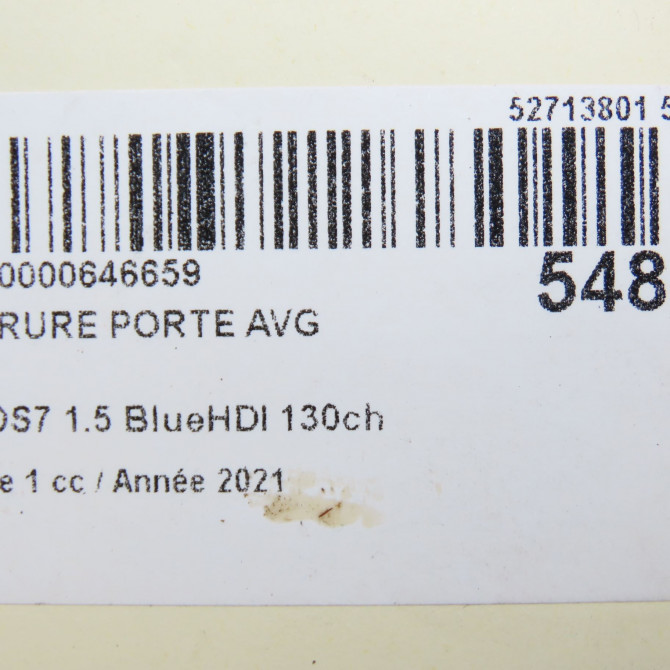 52713801 5
0000646659
548
RURE PORTE AVG
DS7 1.5 BlueHDI 130ch
e 1 cc / Année 2021